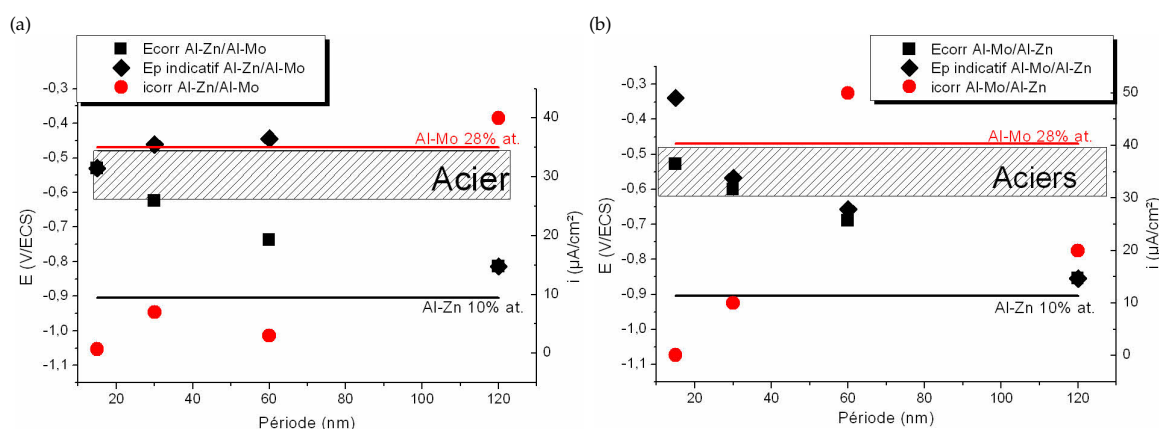 (a)
Ecorr Al-Zn/Al-Mo
Ep indicatif Al-Zn/Al-Mo
icorr Al-Zn/Al-Mo
-0,3
-0,4
-0,5
-0,6
-0,7
-0,8
-0,9
-1,0
-1,1
E (V/ECS)
Al-Mo 28% at.
Acier
Al-Zn 10% at.
40
30
20
10
0
i (µA/cm²)
20
40
60
80
100
120
Période (nm)
(b)
Ecorr Al-Mo/Al-Zn
Ep indicatif Al-Mo/Al-Zn
icorr Al-Mo/Al-Zn
-0,3
-0,4
-0,5
-0,6
-0,7
-0,8
-0,9
-1,0
-1,1
E (V/ECS)
Al-Mo 28% at.
Aciers
Al-Zn 10% at.
50
40
30
20
10
0
i (µA/cm²)
20
40
60
80
100
120
Période (nm)